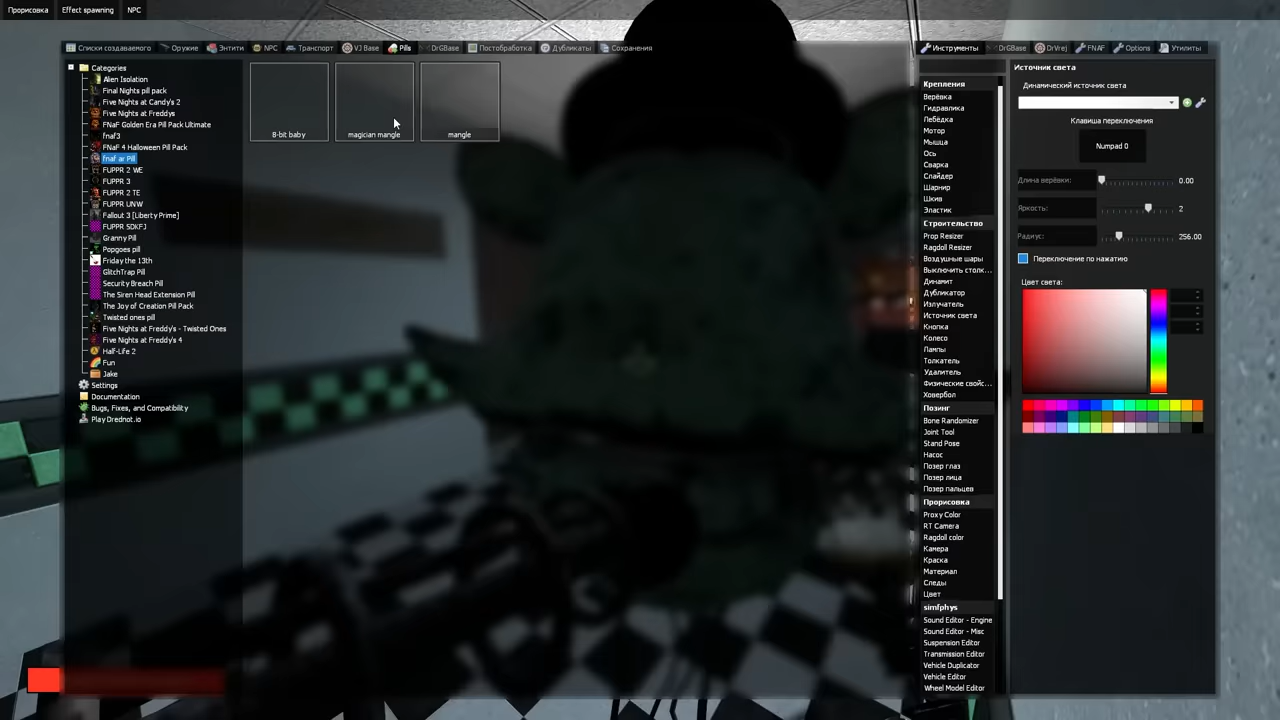 Прорисовка Effect spawning NPC
Списки создаваемого Оружие Энтити NPC Транспорт VJ Base Pills DrGBase Постобработка Дубликаты Сохранения
Categories
Alien Isolation
Final Nights pill pack
Five Nights at Candy's 2
Five Nights at Freddys
FNaF Golden Era Pill Pack Ultimate
fnaf3
FNAF 4 Halloween Pill Pack
fnaf ar Pill
FUPPR 2 WE
FUPPR 3
FUPPR 2 TE
FUPPR UNW
Fallout 3 [Liberty Prime]
FUPPR SDKFJ
Granny Pill
Popgoes pill
Friday the 13th
GlitchTrap Pill
Security Breach Pill
The Siren Head Extension Pill
The Joy of Creation Pill Pack
Twisted ones pill
Five Nights at Freddy's - Twisted Ones
Five Nights at Freddy's 4
Half-Life 2
Fun
Jake
Settings
Documentation
Bugs, Fixes, and Compatibility
Play Drednot.io
8-bit baby
magician mangle
mangle
Инструменты DrGBase DrVrej FNAF Options Утилиты
Крепления
Верёвка
Гидравлика
Лебёдка
Мотор
Мышца
Ось
Сварка
Слайдер
Шарнир
Шкив
Эластик
Строительство
Prop Resizer
Ragdoll Resizer
Воздушные шары
Выключить столк...
Динамит
Дубликатор
Излучатель
Источник света
Кнопка
Колесо
Лампы
Толкатель
Удалитель
Физические свойс...
Ховербол
Позинг
Bone Randomizer
Joint Tool
Stand Pose
Насос
Позер глаз
Позер лица
Позер пальцев
Прорисовка
Proxy Color
RT Camera
Ragdoll color
Камера
Краска
Материал
Следы
Цвет
simfphys
Sound Editor - Engine
Sound Editor - Misc
Suspension Editor
Transmission Editor
Vehicle Duplicator
Vehicle Editor
Wheel Model Editor
Источник света
Динамический источник света
Клавиша переключения
Numpad 0
Длина верёвки: 0.00
Яркость: 2
Радиус: 256.00
Переключение по нажатию
Цвет света: